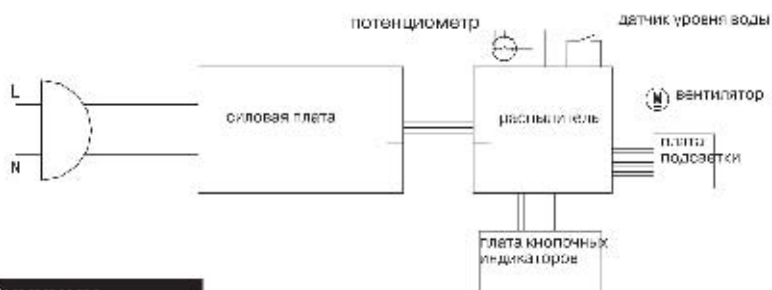 потенциометр
датчик уровня воды
L
N
силовая плата
распылитель
M вентилятор
плата
подсветки
плата кнопочных
индикаторов